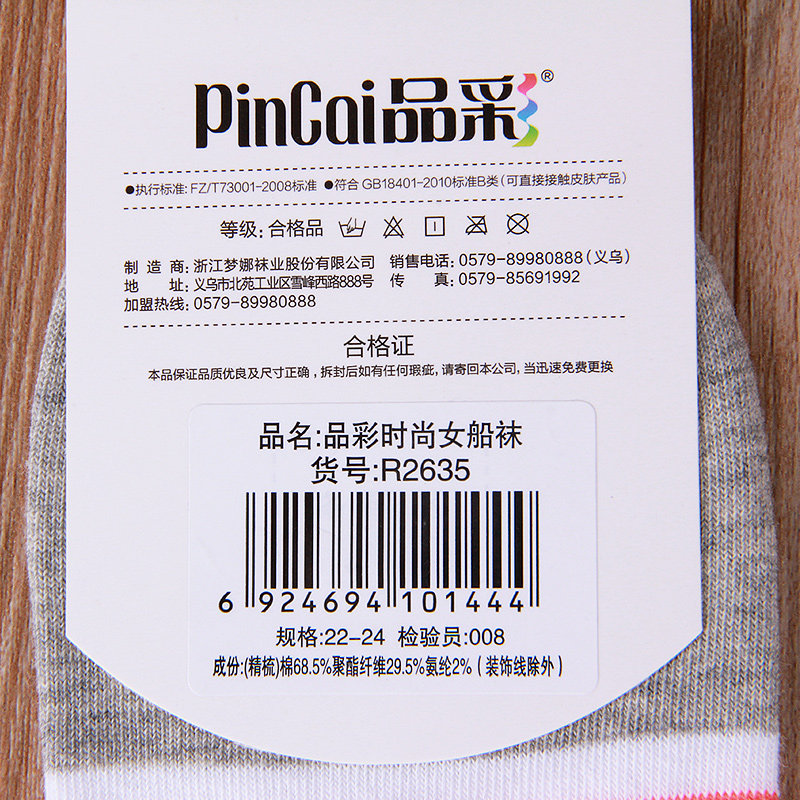 PinCai品彩®
●执行标准: FZ/T73001-2008标准 ●符合 GB18401-2010标准B类(可直接接触皮肤产品)
等级: 合格品
制造商: 浙江梦娜袜业股份有限公司 销售电话: 0579-89980888(义乌)
地址: 义乌市北苑工业区雪峰西路888号 传真: 0579-85691992
加盟热线: 0579-89980888
合格证
本品保证品质优良及尺寸正确,拆封后如有任何瑕疵,请寄回本公司,当迅速免费更换
品名:品彩时尚女船袜
货号:R2635
6 924694 101444
规格:22-24 检验员:008
成份:(精梳)棉68.5%聚酯纤维29.5%氨纶2%(装饰线除外)